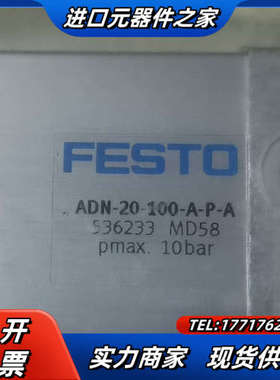 进口元器件之家
FESTO
ADN-20-100-A-P-A
536233 MD58
pmax. 10bar
开
票
TEL:1771762
实力商家 现货供